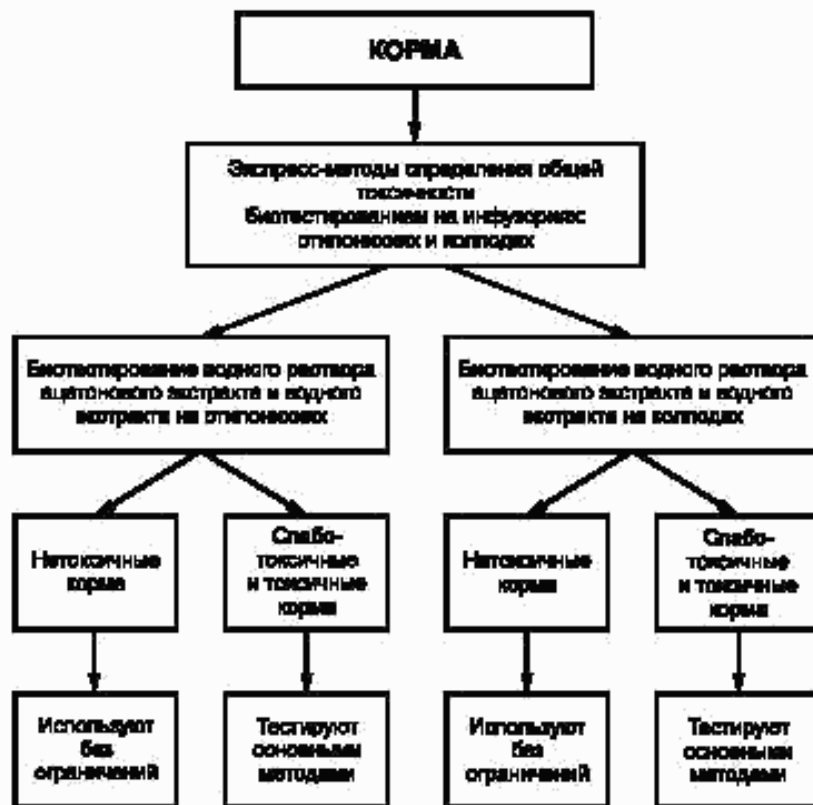 КОРМА
Экспресс-методы определения общей
токсичности
биотестированием на инфузориях
стилонихиях и колподах
Биотестирование водного раствора
ацетонового экстракта и водного
экстракта на стилонихиях
Биотестирование водного раствора
ацетонового экстракта и водного
экстракта на колподах
Нетоксичные
корма
Слабо-
токсичные
и токсичные
корма
Нетоксичные
корма
Слабо-
токсичные
и токсичные
корма
Используют
без
ограничений
Тестируют
основными
методами
Используют
без
ограничений
Тестируют
основными
методами